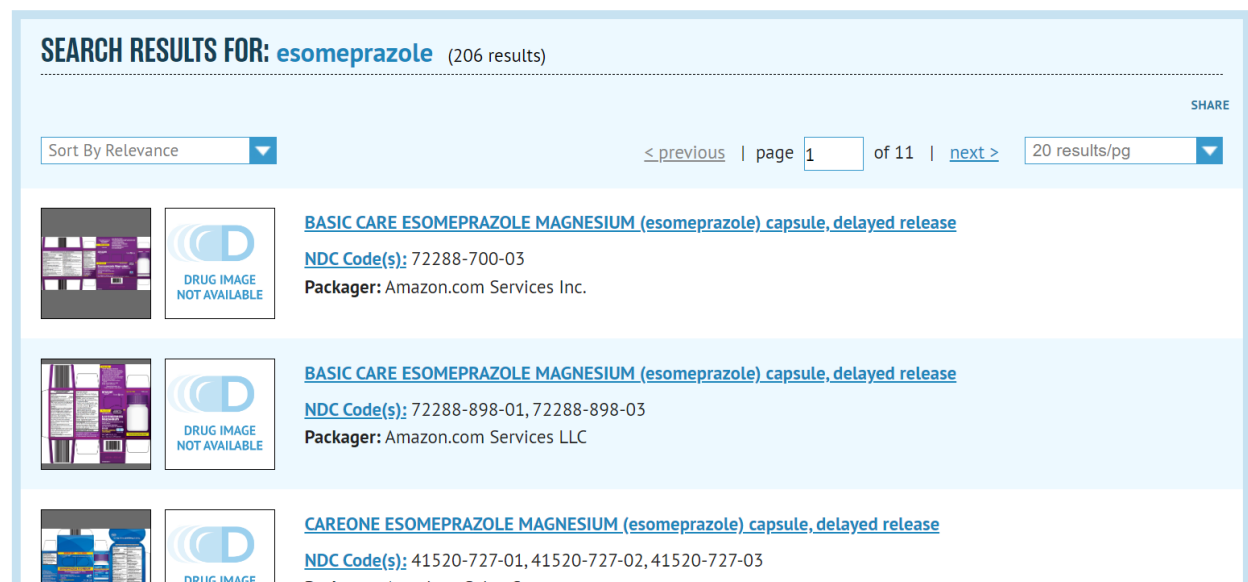 SEARCH RESULTS FOR: esomeprazole (206 results)
SHARE
Sort By Relevance < previous | page 1 of 11 | next > 20 results/pg
BASIC CARE ESOMEPRAZOLE MAGNESIUM (esomeprazole) capsule, delayed release
NDC Code(s): 72288-700-03
Packager: Amazon.com Services Inc.
DRUG IMAGE
NOT AVAILABLE
BASIC CARE ESOMEPRAZOLE MAGNESIUM (esomeprazole) capsule, delayed release
NDC Code(s): 72288-898-01, 72288-898-03
Packager: Amazon.com Services LLC
DRUG IMAGE
NOT AVAILABLE
CAREONE ESOMEPRAZOLE MAGNESIUM (esomeprazole) capsule, delayed release
NDC Code(s): 41520-727-01, 41520-727-02, 41520-727-03
DRUG IMAGE